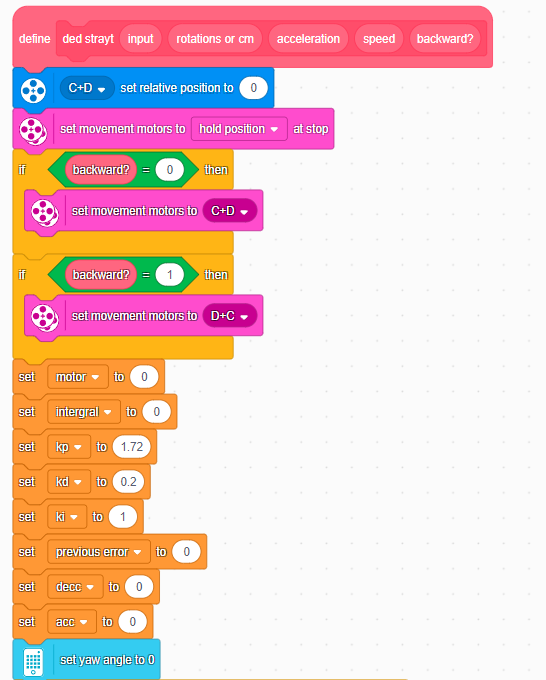 define ded strayt input rotations or cm acceleration speed backward?
C+D set relative position to 0
set movement motors to hold position at stop
if backward? = 0 then
set movement motors to C+D
if backward? = 1 then
set movement motors to D+C
set motor to 0
set intergral to 0
set kp to 1.72
set kd to 0.2
set ki to 1
set previous error to 0
set decc to 0
set acc to 0
set yaw angle to 0